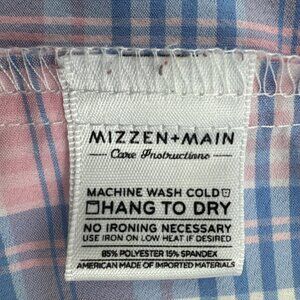 MIZZEN+MAIN
Care Instructions
MACHINE WASH COLD
HANG TO DRY
NO IRONING NECESSARY
USE IRON ON LOW HEAT IF DESIRED
85% POLYESTER 15% SPANDEX
AMERICAN MADE OF IMPORTED MATERIALS